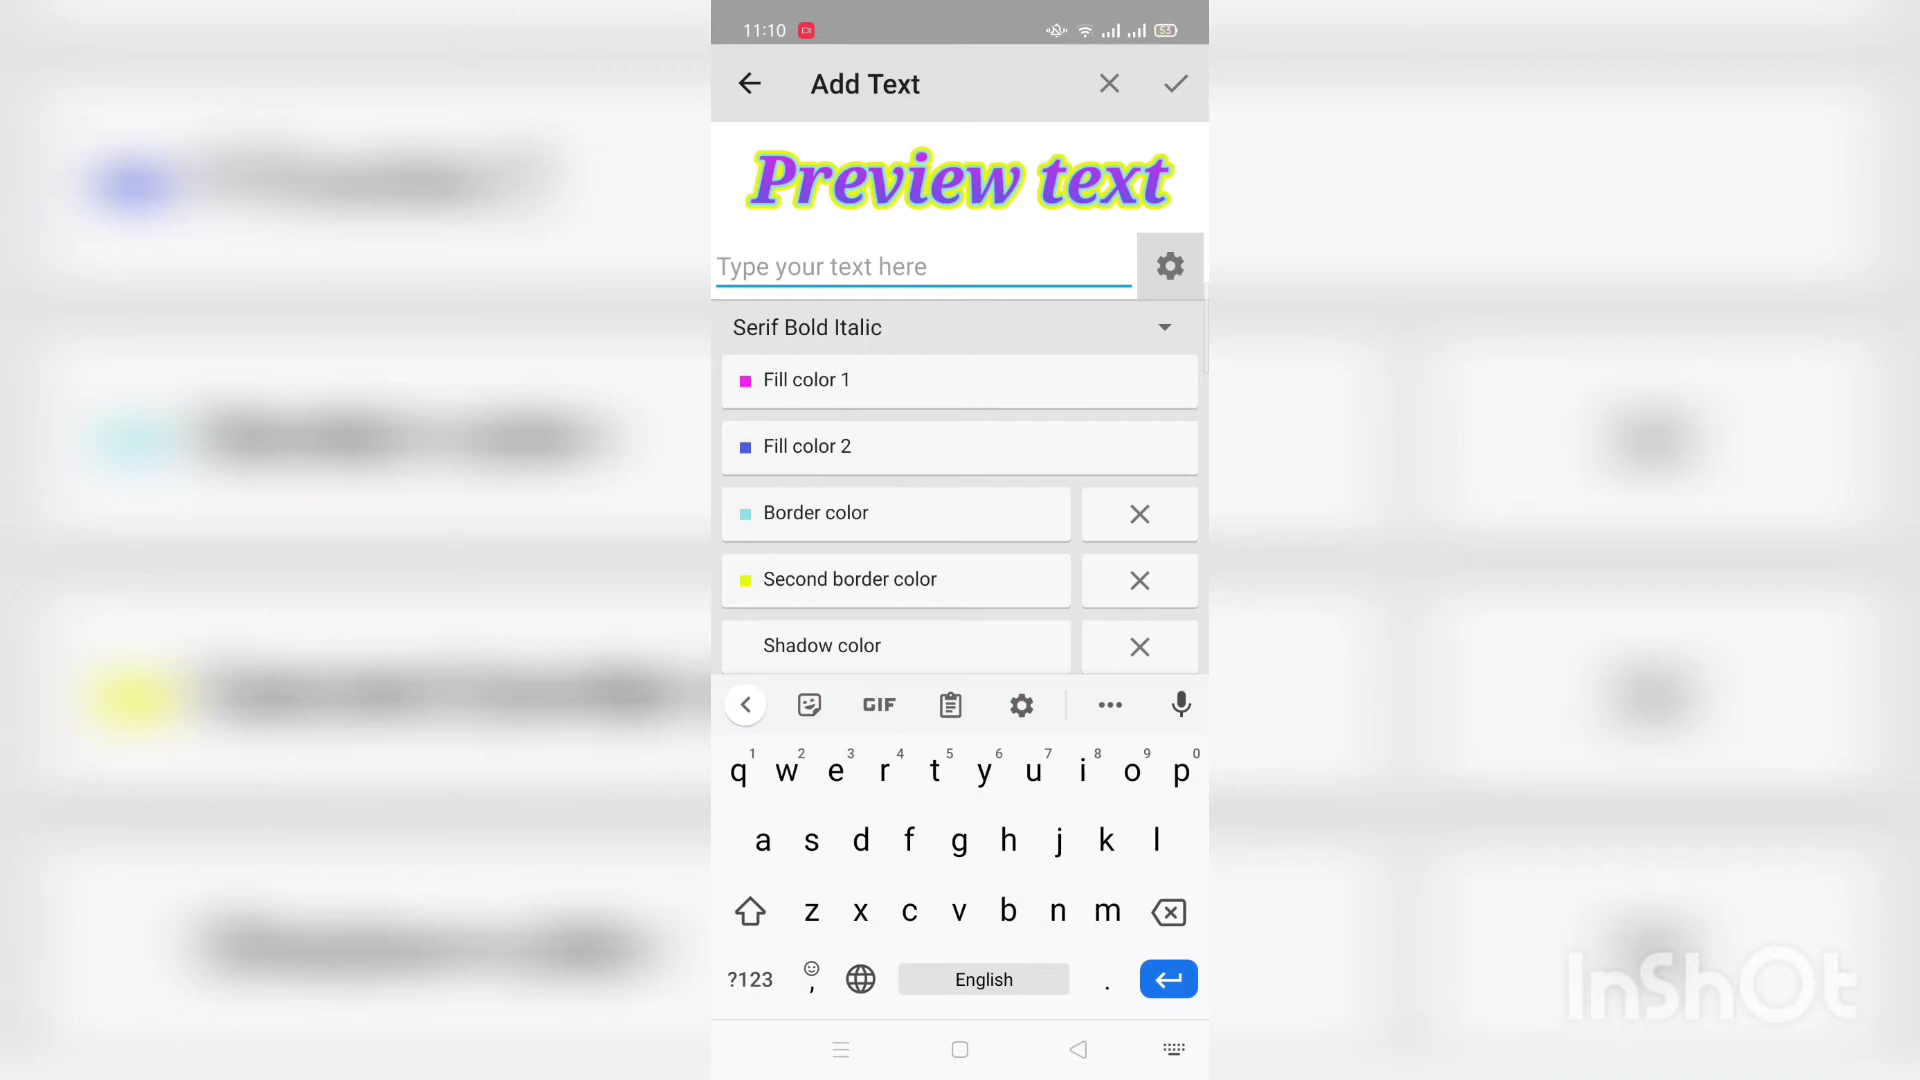 11:10
53
Add Text
Preview text
Type your text here
Serif Bold Italic
Fill color 1
Fill color 2
Border color
Second border color
Shadow color
GIF
1 2 3 4 5 6 7 8 9 0
q w e r t y u i o p
a s d f g h j k l
z x c v b n m
?123 , English .
InShOt